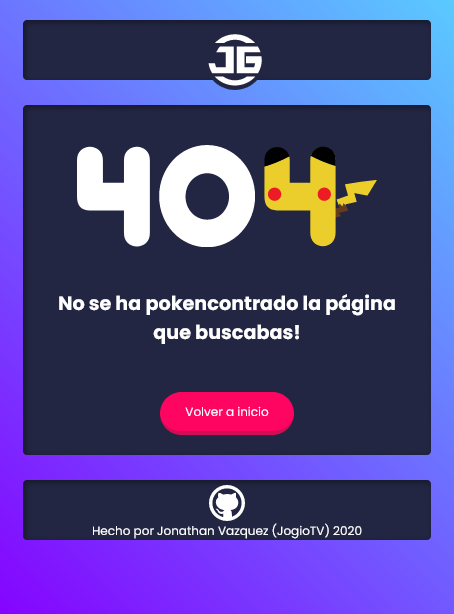 JG
404
No se ha pokencontrado la página
que buscabas!
Volver a inicio
Hecho por Jonathan Vazquez (JogioTV) 2020